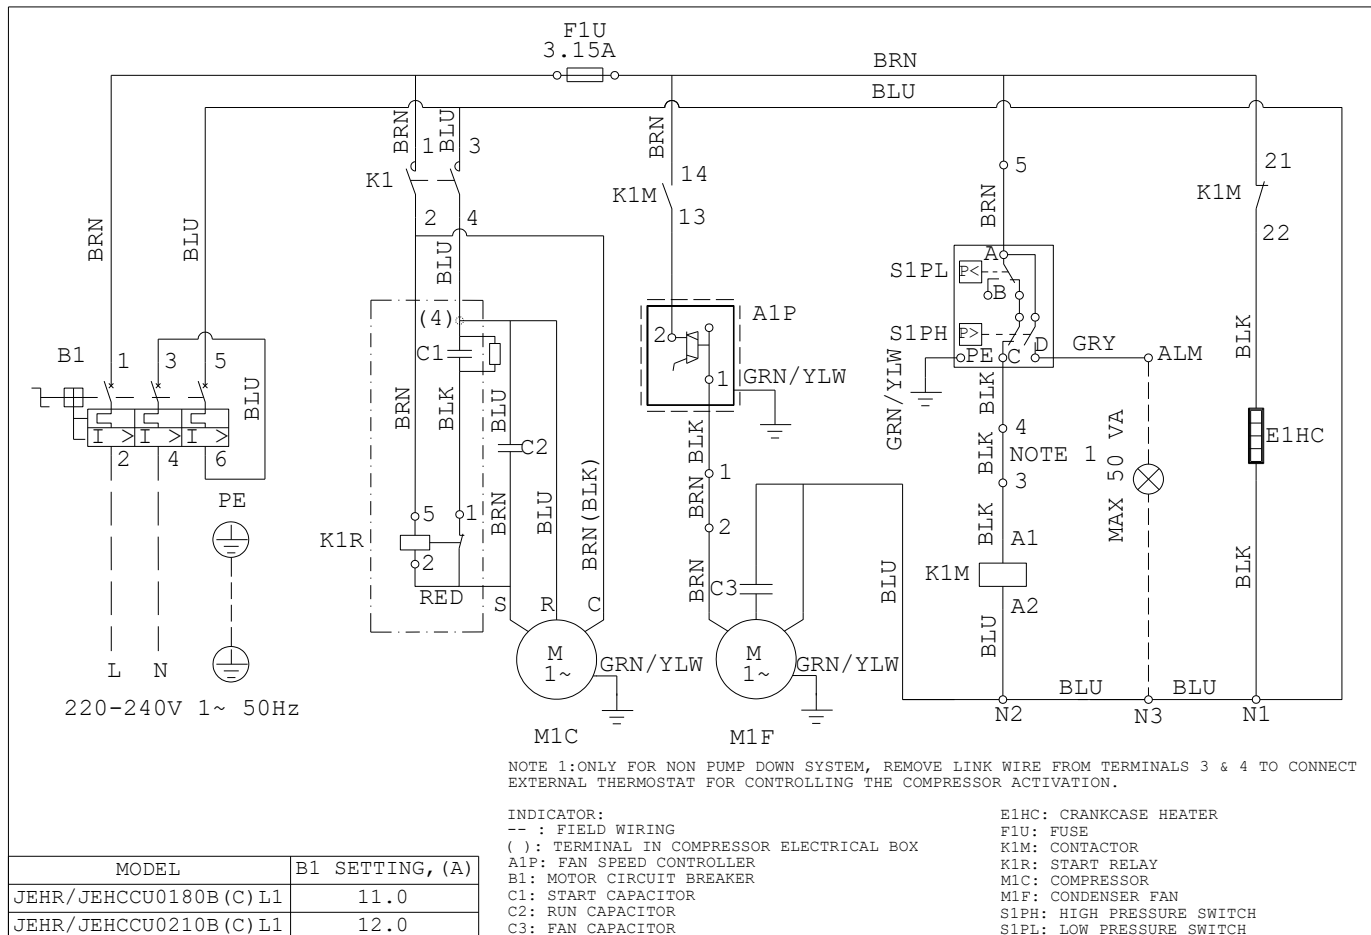 F1U
3.15A
BRN
BLU
BRN
1
BLU
3
BRN
5
21
K1
K1M
14
13
K1M
22
2
4
BRN
BLU
BLU
BRN
A
S1PL
P<
B
(4)
A1P
S1PH
P>
2
B1
1
3
5
C1
PE
C
D
GRY
ALM
BLK
1
GRN/YLW
GRN/YLW
BLU
BRN
BLK
BLU
BLK
I >
I >
I >
C2
BLK
4
NOTE 1
E1HC
2
4
6
BRN
BLK
1
3
MAX 50 VA
PE
5
1
BRN
BLU
BRN(BLK)
2
K1R
2
BLK
A1
BLK
K1M
BRN
C3
BLU
RED
S
R
C
A2
BLU
M
1~
GRN/YLW
M
1~
GRN/YLW
L
N
BLU
BLU
220-240V 1~ 50Hz
N2
N3
N1
M1C
M1F
NOTE 1:ONLY FOR NON PUMP DOWN SYSTEM, REMOVE LINK WIRE FROM TERMINALS 3 & 4 TO CONNECT
EXTERNAL THERMOSTAT FOR CONTROLLING THE COMPRESSOR ACTIVATION.
INDICATOR:
-- : FIELD WIRING
( ): TERMINAL IN COMPRESSOR ELECTRICAL BOX
A1P: FAN SPEED CONTROLLER
B1: MOTOR CIRCUIT BREAKER
C1: START CAPACITOR
C2: RUN CAPACITOR
C3: FAN CAPACITOR
E1HC: CRANKCASE HEATER
F1U: FUSE
K1M: CONTACTOR
K1R: START RELAY
M1C: COMPRESSOR
M1F: CONDENSER FAN
S1PH: HIGH PRESSURE SWITCH
S1PL: LOW PRESSURE SWITCH
MODEL B1 SETTING,(A)
JEHR/JEHCCU0180B(C)L1 11.0
JEHR/JEHCCU0210B(C)L1 12.0